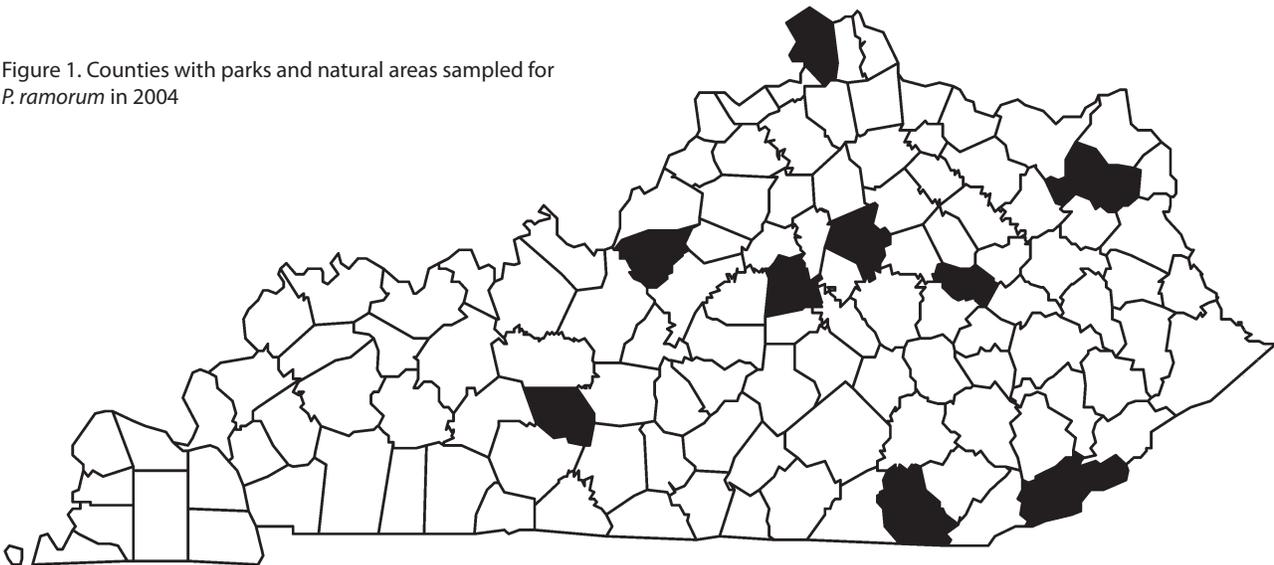 Figure 1. Counties with parks and natural areas sampled for
P. ramorum in 2004